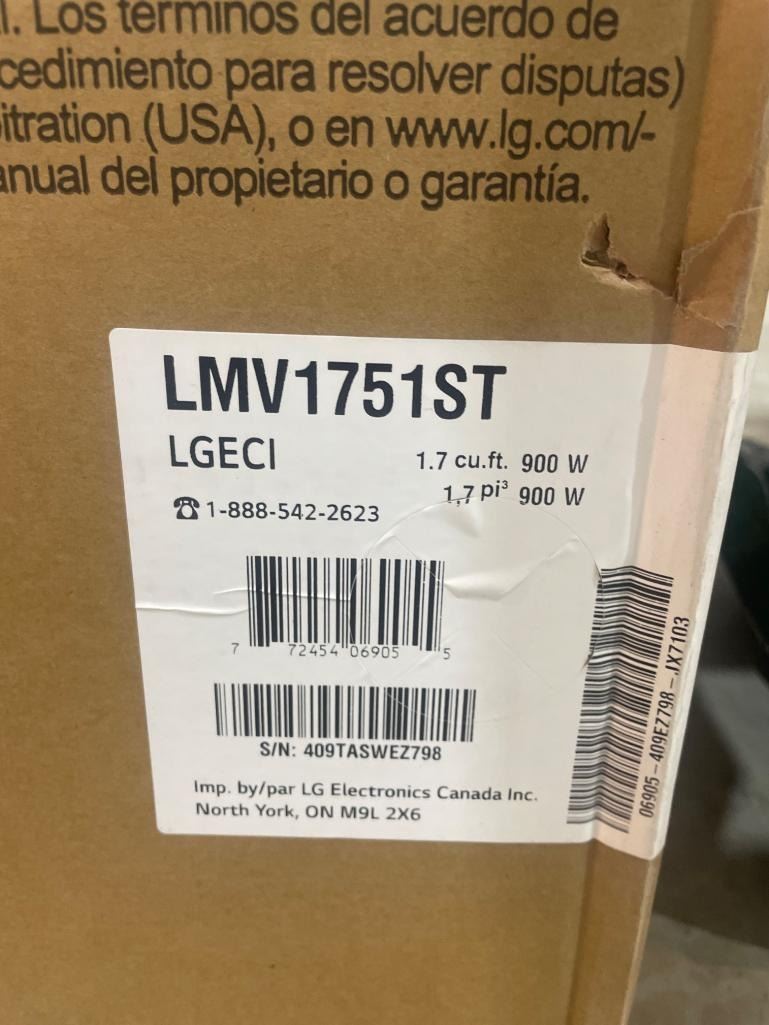 l. Los términos del acuerdo de
cedimiento para resolver disputas)
itration (USA), o en www.lg.com/-
anual del propietario o garantía.
LMV1751ST
LGECI
1.7 cu.ft. 900 W
1,7 pi³ 900 W
☎ 1-888-542-2623
7 72454 06905 5
S/N: 409TASWEZ798
Imp. by/par LG Electronics Canada Inc.
North York, ON M9L 2X6
06905-409EZ798-JX7103